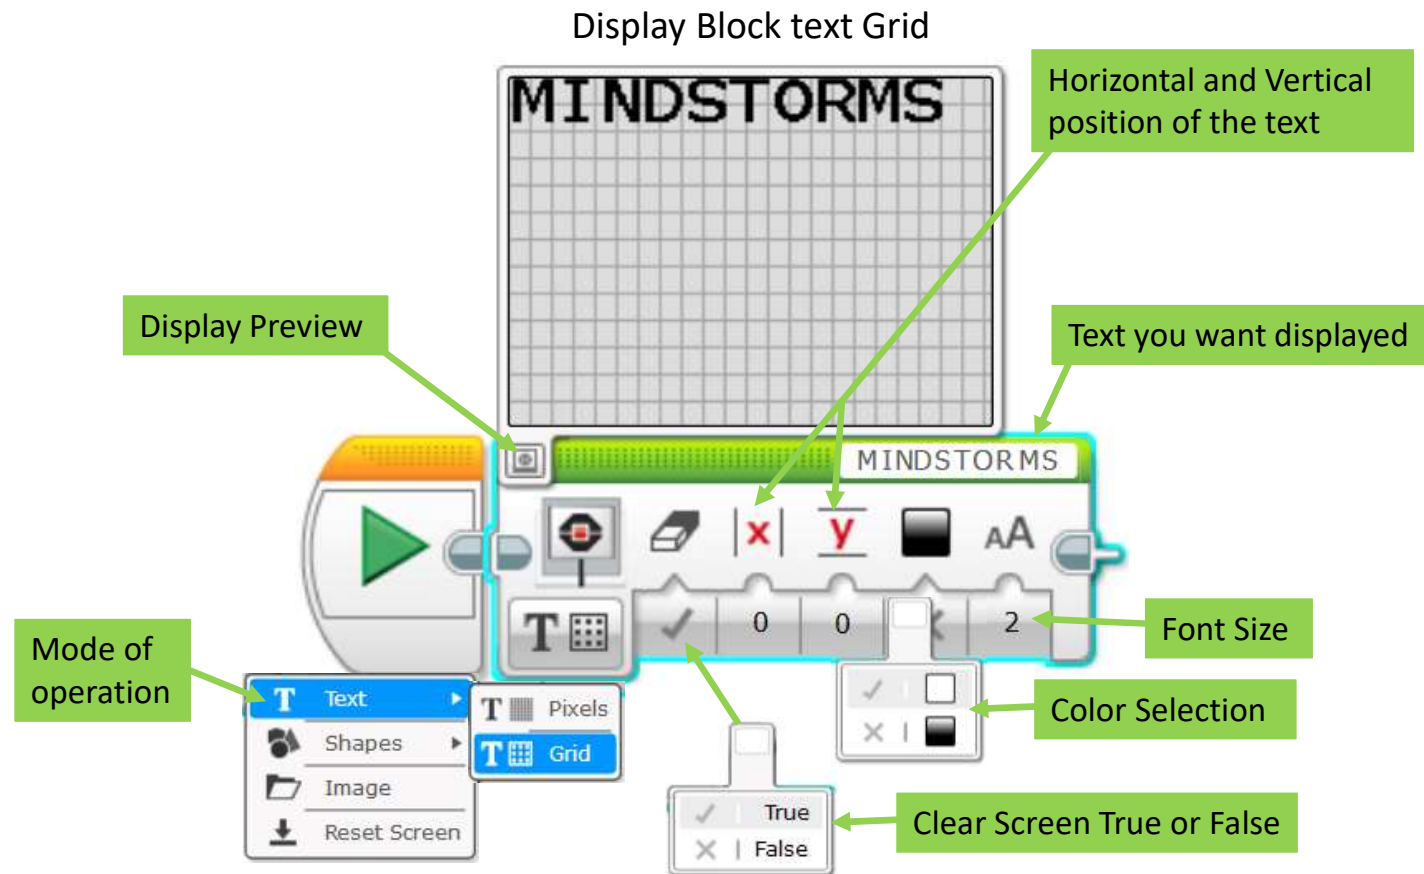 Display Block text Grid
MINDSTORMS
Horizontal and Vertical
position of the text
Display Preview
Text you want displayed
MINDSTORMS
x
y
AA
T
0
0
2
Font Size
Mode of
operation
T Text
Shapes
Image
Reset Screen
T Pixels
T Grid
Color Selection
True
False
Clear Screen True or False